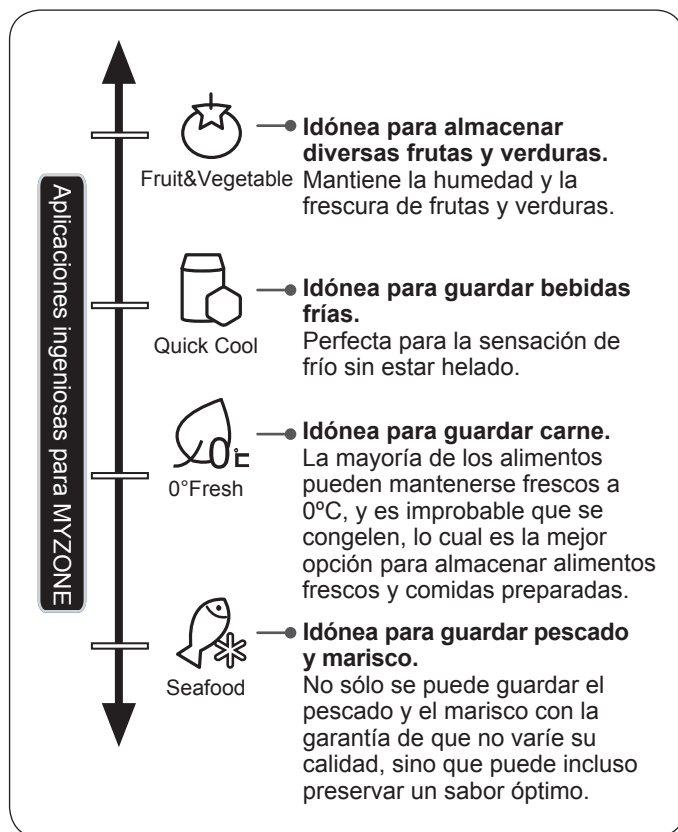 Aplicaciones ingeniosas para MYZONE
Fruit&Vegetable
Idónea para almacenar
diversas frutas y verduras.
Mantiene la humedad y la
frescura de frutas y verduras.
Quick Cool
Idónea para guardar bebidas
frías.
Perfecta para la sensación de
frío sin estar helado.
0℃
0°Fresh
Idónea para guardar carne.
La mayoría de los alimentos
pueden mantenerse frescos a
0ºC, y es improbable que se
congelen, lo cual es la mejor
opción para almacenar alimentos
frescos y comidas preparadas.
Seafood
Idónea para guardar pescado
y marisco.
No sólo se puede guardar el
pescado y el marisco con la
garantía de que no varíe su
calidad, sino que puede incluso
preservar un sabor óptimo.